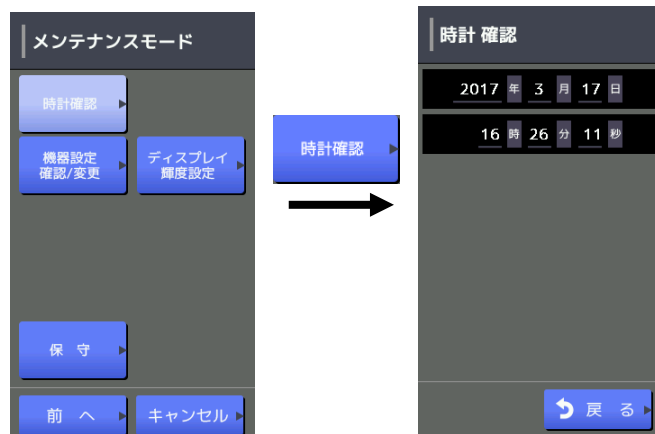 メンテナンスモード
時計確認
機器設定
確認/変更
ディスプレイ
輝度設定
保 守
前 へ
キャンセル
時計確認
時計 確認
2017 年 3 月 17 日
16 時 26 分 11 秒
戻 る